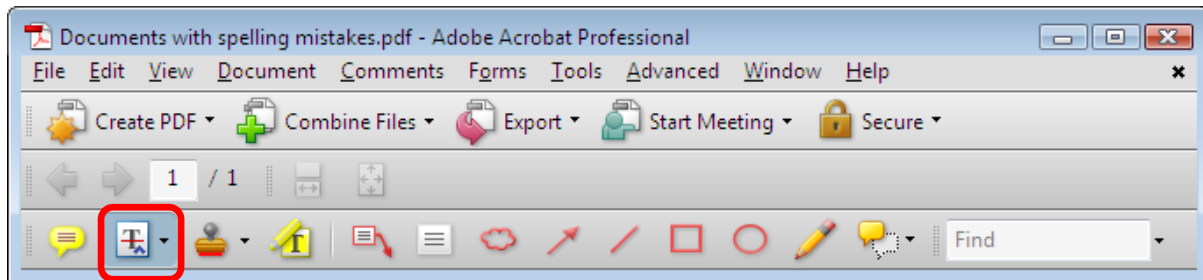 Documents with spelling mistakes.pdf - Adobe Acrobat Professional
File Edit View Document Comments Forms Tools Advanced Window Help
Create PDF Combine Files Export Start Meeting Secure
1 / 1
Find